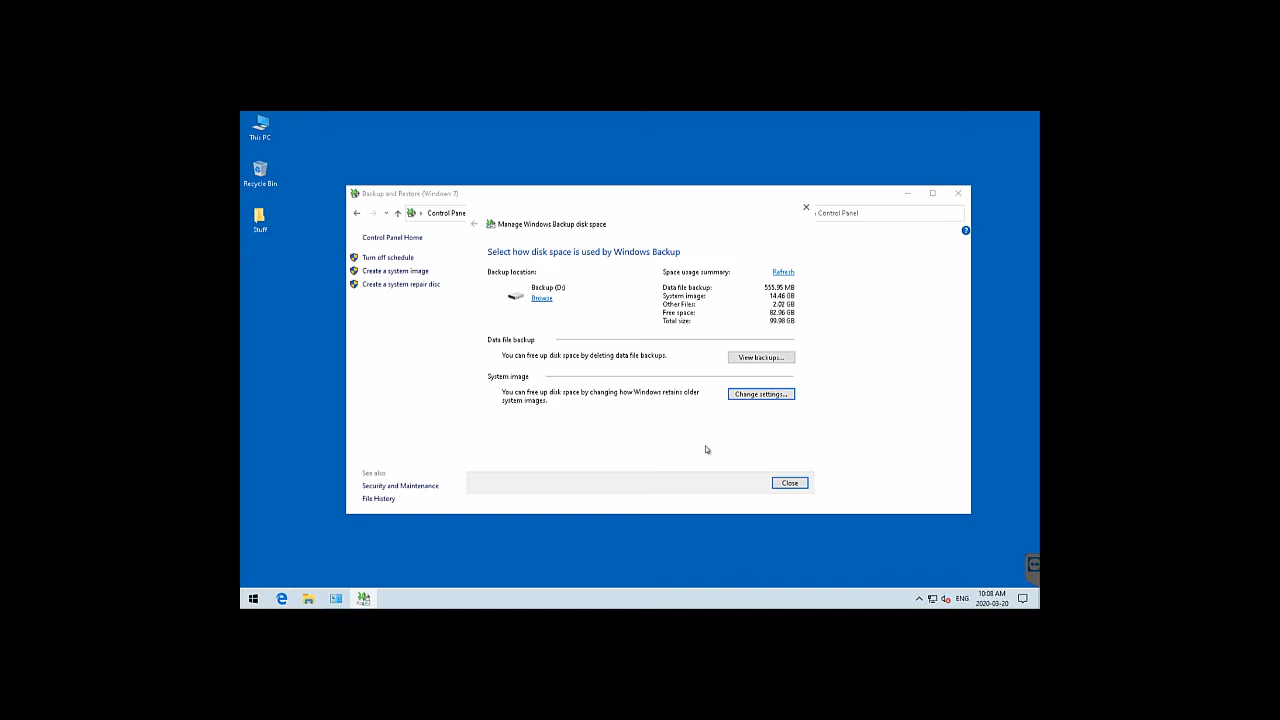 This PC
Recycle Bin
Stuff
Backup and Restore (Windows 7)
Control Pane
Control Panel
Control Panel Home
Turn off schedule
Create a system image
Create a system repair disc
See also
Security and Maintenance
File History
Manage Windows Backup disk space
Select how disk space is used by Windows Backup
Backup location:
Backup (D:)
Browse
Space usage summary: Refresh
Data file backup: 555.95 MB
System image: 14.46 GB
Other Files: 2.02 GB
Free space: 82.96 GB
Total size: 99.98 GB
Data file backup
You can free up disk space by deleting data file backups.
View backups...
System image
You can free up disk space by changing how Windows retains older
system images.
Change settings...
Close
ENG
10:08 AM
2020-03-20